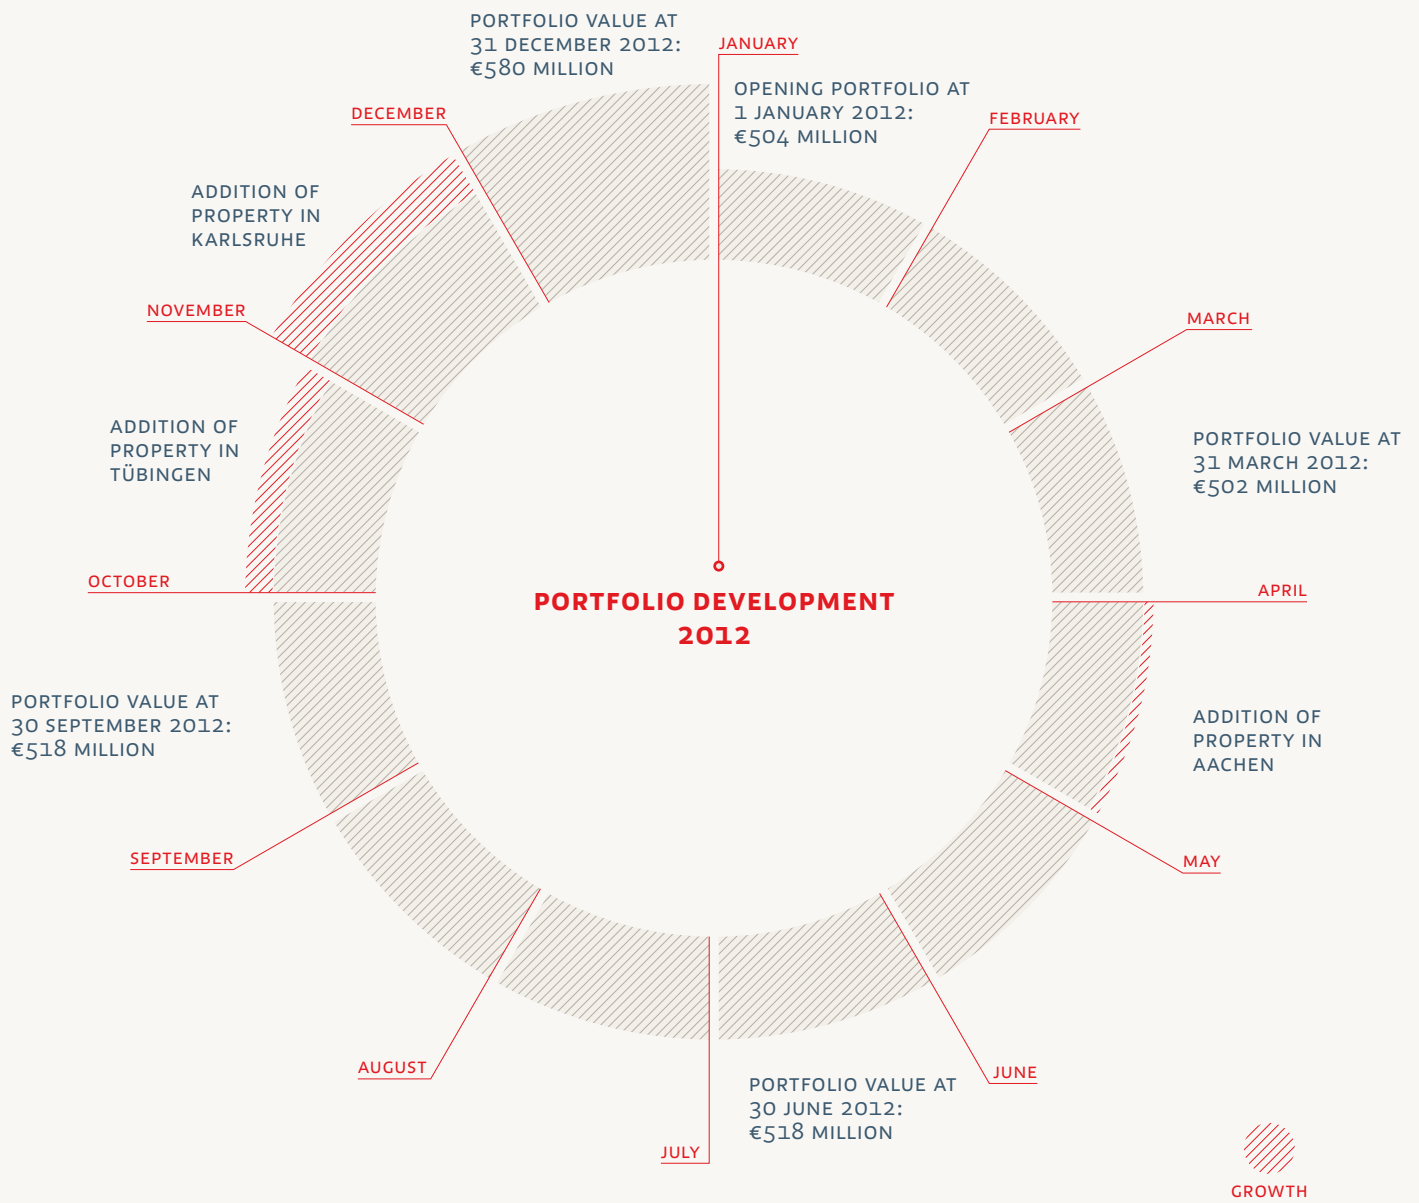 PORTFOLIO VALUE AT
31 DECEMBER 2012:
€580 MILLION
JANUARY
OPENING PORTFOLIO AT
1 JANUARY 2012:
€504 MILLION
FEBRUARY
MARCH
PORTFOLIO VALUE AT
31 MARCH 2012:
€502 MILLION
APRIL
ADDITION OF
PROPERTY IN
AACHEN
MAY
JUNE
PORTFOLIO VALUE AT
30 JUNE 2012:
€518 MILLION
JULY
AUGUST
SEPTEMBER
PORTFOLIO VALUE AT
30 SEPTEMBER 2012:
€518 MILLION
OCTOBER
ADDITION OF
PROPERTY IN
TÜBINGEN
NOVEMBER
ADDITION OF
PROPERTY IN
KARLSRUHE
DECEMBER
PORTFOLIO DEVELOPMENT
2012
GROWTH